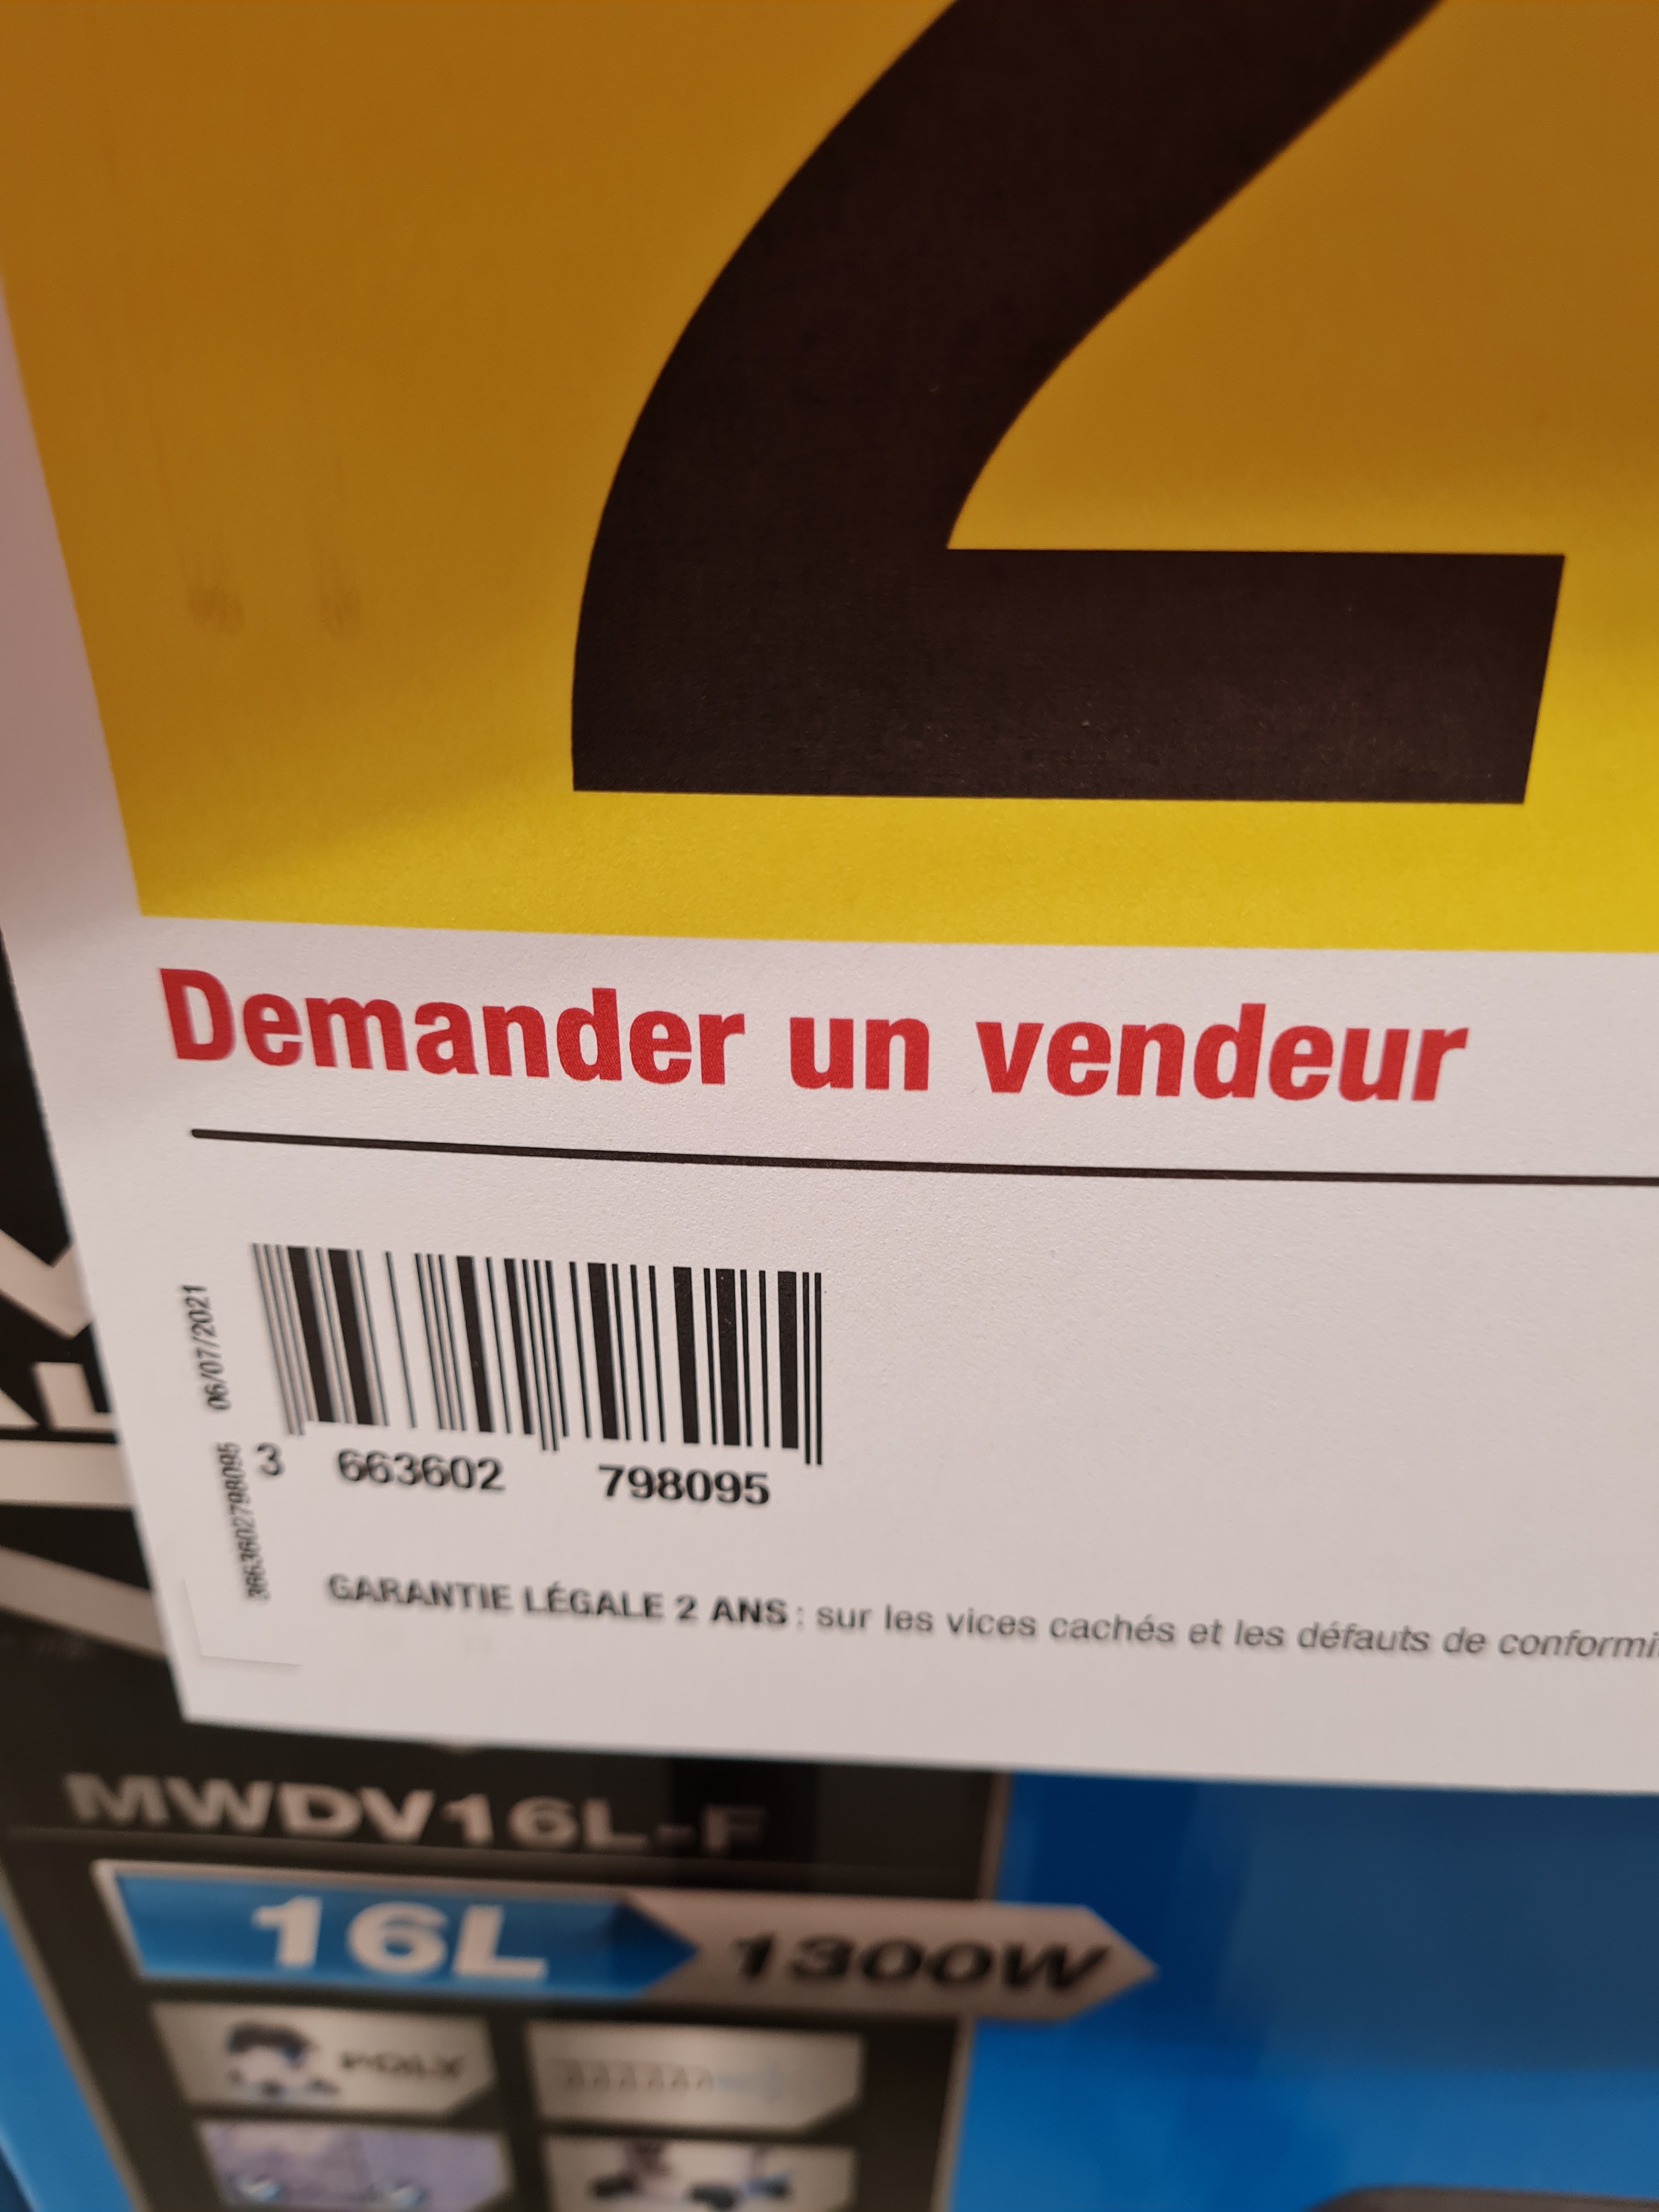 2
Demander un vendeur
06/07/2021
3663602798095
3 663602 798095
GARANTIE LÉGALE 2 ANS : sur les vices cachés et les défauts de conformi
MWDV16L-F
16L
1300W
POLY